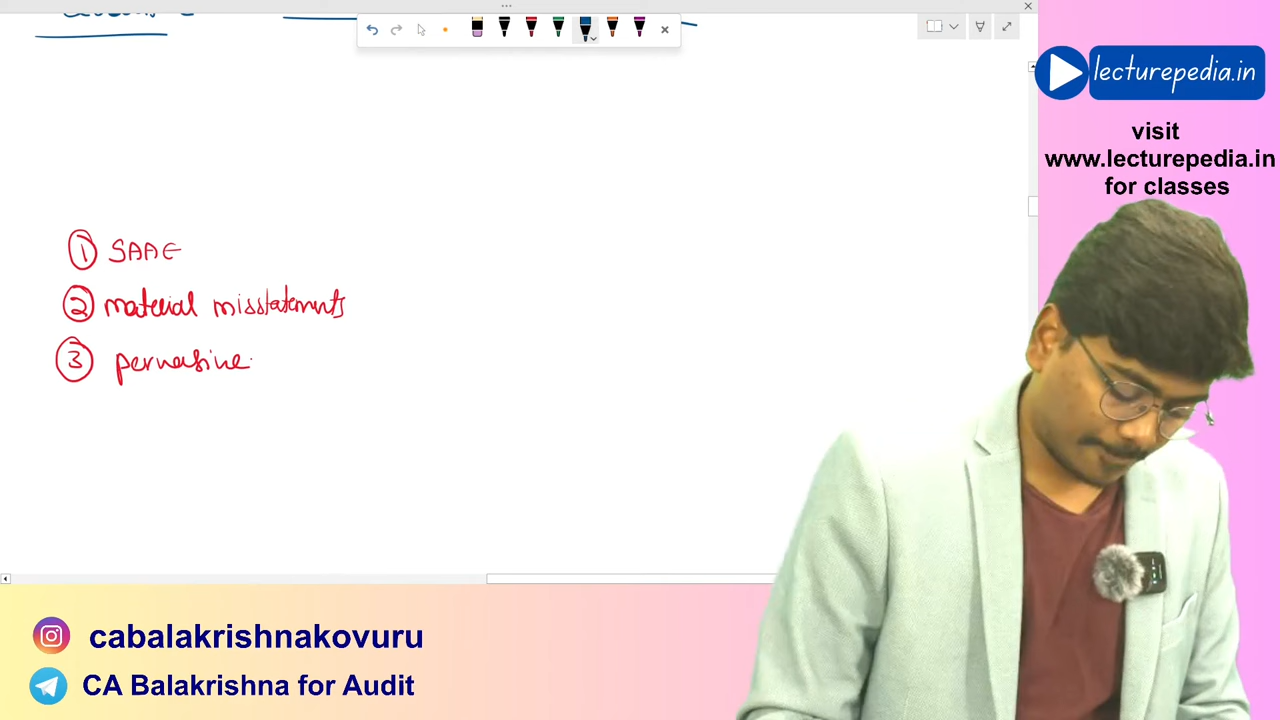 lecturepedia.in
visit
www.lecturepedia.in
for classes
① SAAE
② material misstatements
③ pervasive
cabalakrishnakovuru
CA Balakrishna for Audit